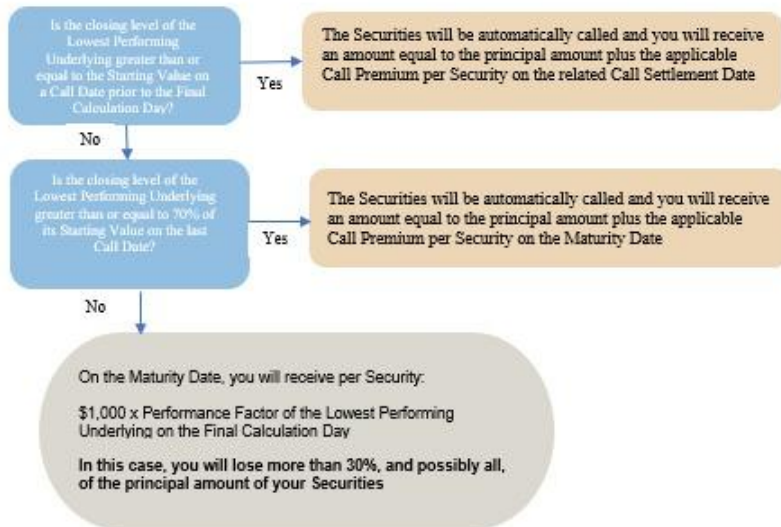 Is the closing level of the
Lowest Performing
Underlying greater than or
equal to the Starting Value on
a Call Date prior to the Final
Calculation Day?
Yes
The Securities will be automatically called and you will receive
an amount equal to the principal amount plus the applicable
Call Premium per Security on the related Call Settlement Date
No
Is the closing level of the
Lowest Performing Underlying
greater than or equal to 70% of
its Starting Value on the last
Call Date?
Yes
The Securities will be automatically called and you will receive
an amount equal to the principal amount plus the applicable
Call Premium per Security on the Maturity Date
No
On the Maturity Date, you will receive per Security:
$1,000 x Performance Factor of the Lowest Performing
Underlying on the Final Calculation Day
In this case, you will lose more than 30%, and possibly all,
of the principal amount of your Securities